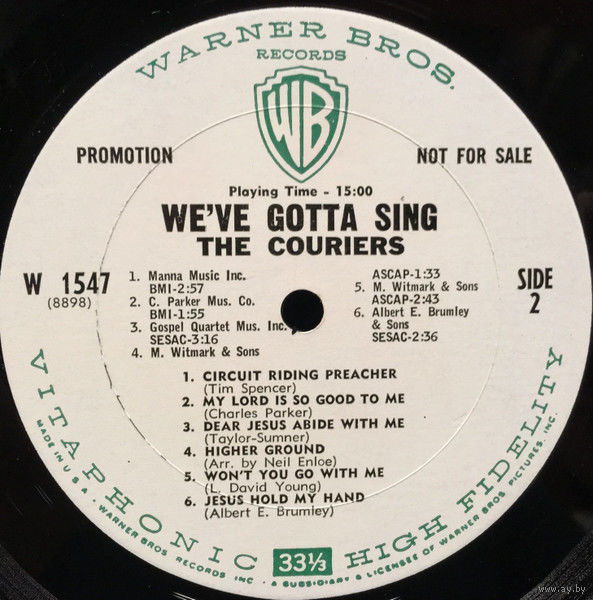 WARNER BROS.
RECORDS
WB
PROMOTION
NOT FOR SALE
Playing Time - 15:00
WE'VE GOTTA SING
THE COURIERS
W 1547
(8898)
SIDE
2
1. Manna Music Inc.
BMI-2:57
2. C. Parker Mus. Co.
BMI-1:55
3. Gospel Quartet Mus. Inc.
SESAC-3:16
4. M. Witmark & Sons
ASCAP-1:33
5. M. Witmark & Sons
ASCAP-2:43
6. Albert E. Brumley
& Sons
SESAC-2:36
1. CIRCUIT RIDING PREACHER
(Tim Spencer)
2. MY LORD IS SO GOOD TO ME
(Charles Parker)
3. DEAR JESUS ABIDE WITH ME
(Taylor-Sumner)
4. HIGHER GROUND
(Arr. by Neil Enloe)
5. WON'T YOU GO WITH ME
(L. David Young)
6. JESUS HOLD MY HAND
(Albert E. Brumley)
VITAPHONIC 33⅓ HIGH FIDELITY
MADE IN U.S.A. • WARNER BROS RECORDS INC. • A SUBSIDIARY & LICENSEE OF WARNER BROS. PICTURES, INC.
www.ay.by